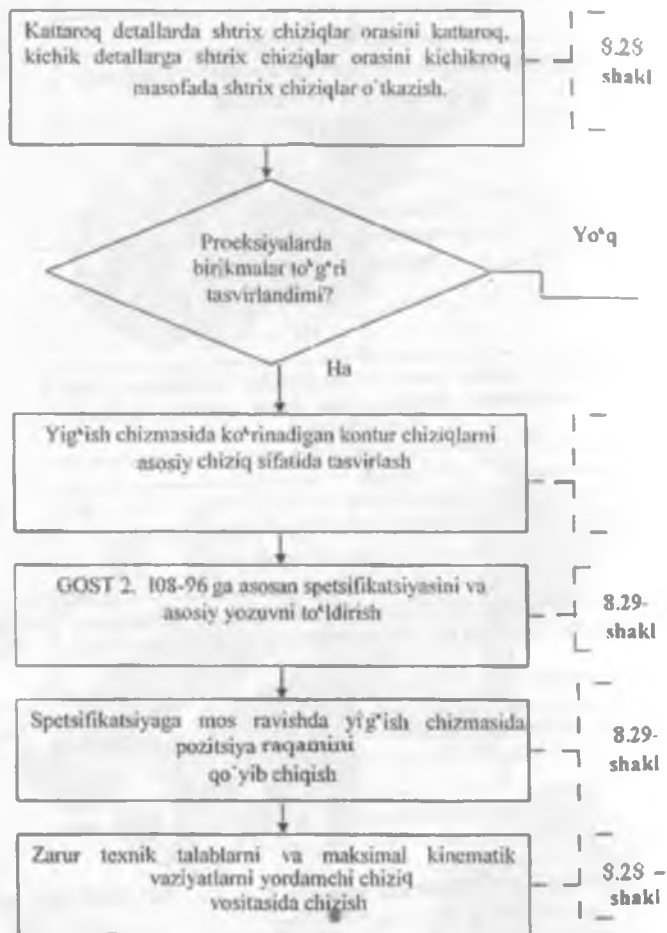 Kattaroq detallarda shtrix chiziqlar orasini kattaroq,
kichik detallarga shtrix chiziqlar orasini kichikroq
masofada shtrix chiziqlar o`tkazish.
8.28
shakl
Proeksiyalarda
birikmalar to‘g‘ri
tasvirlandimi?
Yo‘q
Ha
Yig‘ish chizmasida ko‘rinadigan kontur chiziqlarni
asosiy chiziq sifatida tasvirlash
GOST 2. 108-96 ga asosan spetsifikatsiyasini va
asosiy yozuvni to‘ldirish
8.29-
shakl
Spetsifikatsiyaga mos ravishda yig‘ish chizmasida
pozitsiya raqamini
qo`yib chiqish
8.29-
shakl
Zarur texnik talablarni va maksimal kinematik
vaziyatlarni yordamchi chiziq
vositasida chizish
8.28 –
shakl